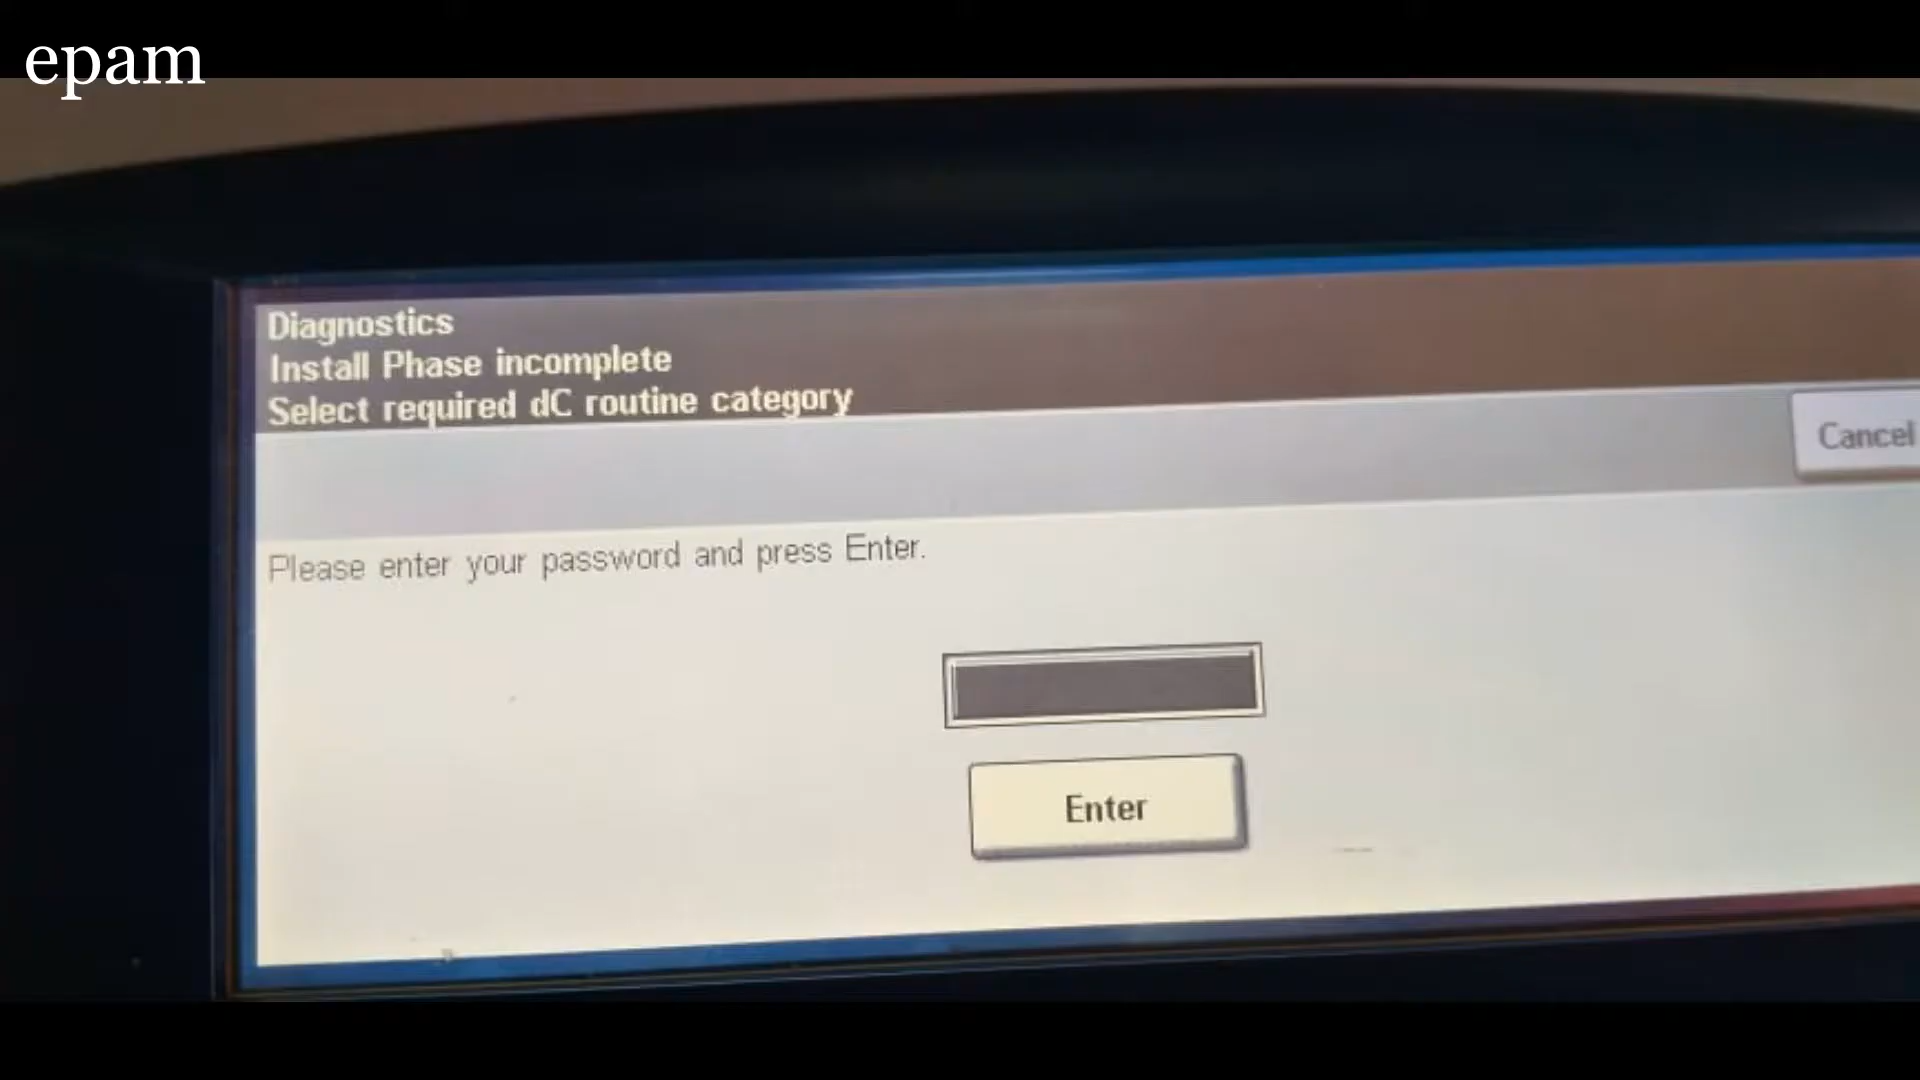 epam
Diagnostics
Install Phase incomplete
Select required dC routine category
Cancel
Please enter your password and press Enter.
Enter